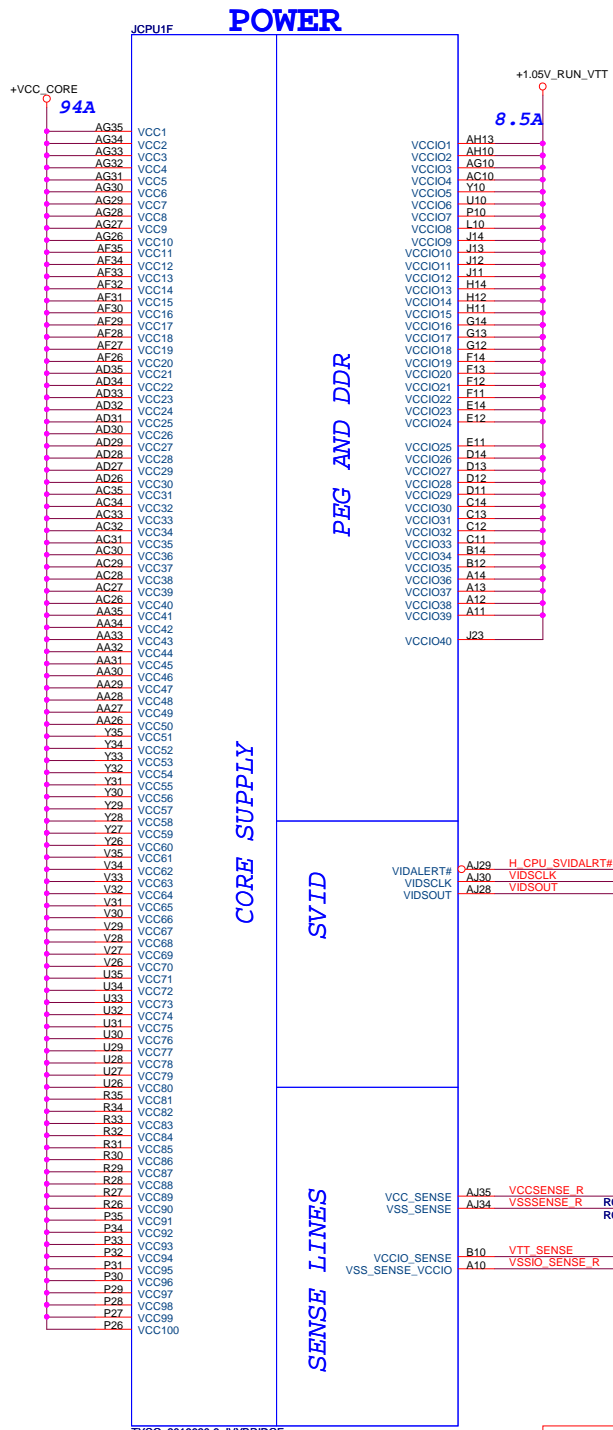 POWER
JCPU1F
+VCC_CORE
94A
AG35 VCC1
AG34 VCC2
AG33 VCC3
AG32 VCC4
AG31 VCC5
AG30 VCC6
AG29 VCC7
AG28 VCC8
AG27 VCC9
AG26 VCC10
AF35 VCC11
AF34 VCC12
AF33 VCC13
AF32 VCC14
AF31 VCC15
AF30 VCC16
AF29 VCC17
AF28 VCC18
AF27 VCC19
AF26 VCC20
AD35 VCC21
AD34 VCC22
AD33 VCC23
AD32 VCC24
AD31 VCC25
AD30 VCC26
AD29 VCC27
AD28 VCC28
AD27 VCC29
AD26 VCC30
AC35 VCC31
AC34 VCC32
AC33 VCC33
AC32 VCC34
AC31 VCC35
AC30 VCC36
AC29 VCC37
AC28 VCC38
AC27 VCC39
AC26 VCC40
AA35 VCC41
AA34 VCC42
AA33 VCC43
AA32 VCC44
AA31 VCC45
AA30 VCC46
AA29 VCC47
AA28 VCC48
AA27 VCC49
AA26 VCC50
Y35 VCC51
Y34 VCC52
Y33 VCC53
Y32 VCC54
Y31 VCC55
Y30 VCC56
Y29 VCC57
Y28 VCC58
Y27 VCC59
Y26 VCC60
V35 VCC61
V34 VCC62
V33 VCC63
V32 VCC64
V31 VCC65
V30 VCC66
V29 VCC67
V28 VCC68
V27 VCC69
V26 VCC70
U35 VCC71
U34 VCC72
U33 VCC73
U32 VCC74
U31 VCC75
U30 VCC76
U29 VCC77
U28 VCC78
U27 VCC79
U26 VCC80
R35 VCC81
R34 VCC82
R33 VCC83
R32 VCC84
R31 VCC85
R30 VCC86
R29 VCC87
R28 VCC88
R27 VCC89
R26 VCC90
P35 VCC91
P34 VCC92
P33 VCC93
P32 VCC94
P31 VCC95
P30 VCC96
P29 VCC97
P28 VCC98
P27 VCC99
P26 VCC100
CORE SUPPLY
+1.05V_RUN_VTT
8.5A
VCCIO1 AH13
VCCIO2 AH10
VCCIO3 AG10
VCCIO4 AC10
VCCIO5 Y10
VCCIO6 U10
VCCIO7 P10
VCCIO8 L10
VCCIO9 J14
VCCIO10 J13
VCCIO11 J12
VCCIO12 J11
VCCIO13 H14
VCCIO14 H12
VCCIO15 H11
VCCIO16 G14
VCCIO17 G13
VCCIO18 G12
VCCIO19 F14
VCCIO20 F13
VCCIO21 F12
VCCIO22 F11
VCCIO23 E14
VCCIO24 E12
VCCIO25 E11
VCCIO26 D14
VCCIO27 D13
VCCIO28 D12
VCCIO29 D11
VCCIO30 C14
VCCIO31 C13
VCCIO32 C12
VCCIO33 C11
VCCIO34 B14
VCCIO35 B12
VCCIO36 A14
VCCIO37 A13
VCCIO38 A12
VCCIO39 A11
VCCIO40 J23
PEG AND DDR
VIDALERT# AJ29 H_CPU_SVIDALRT#
VIDSCLK AJ30 VIDSCLK
VIDSOUT AJ28 VIDSOUT
SVID
VCC_SENSE AJ35 VCCSENSE_R
VSS_SENSE AJ34 VSSSENSE_R
VCCIO_SENSE B10 VTT_SENSE
VSS_SENSE_VCCIO A10 VSSIO_SENSE_R
SENSE LINES